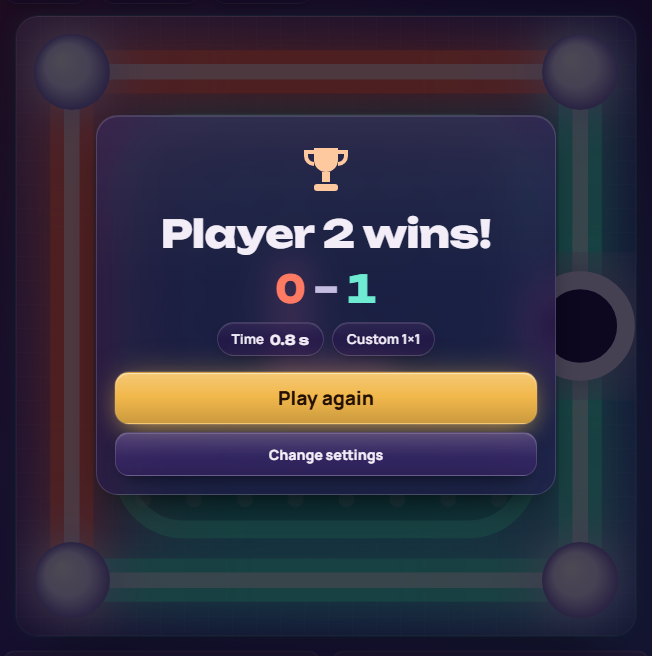 Player 2 wins!
0 – 1
Time 0.8 s Custom 1×1
Play again
Change settings